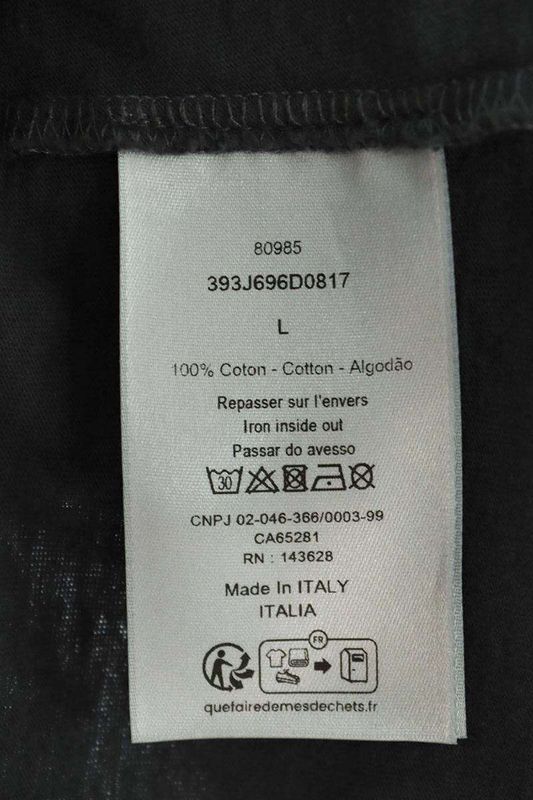 80985
393J696D0817
L
100% Coton - Cotton - Algodão
Repasser sur l'envers
Iron inside out
Passar do avesso
30
CNPJ 02-046-366/0003-99
CA65281
RN : 143628
Made In ITALY
ITALIA
FR
quefairedemesdechets.fr